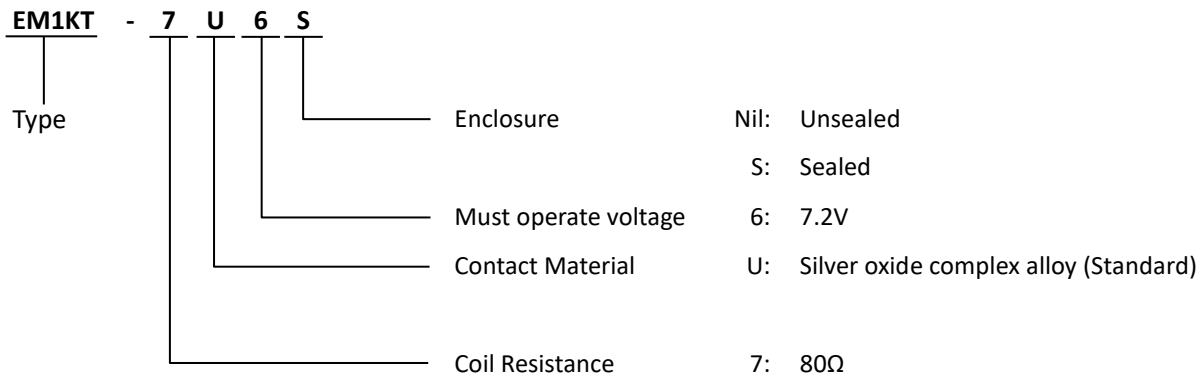 EM1KT - 7 U 6 S
Type
Enclosure Nil: Unsealed
S: Sealed
Must operate voltage 6: 7.2V
Contact Material U: Silver oxide complex alloy (Standard)
Coil Resistance 7: 80Ω